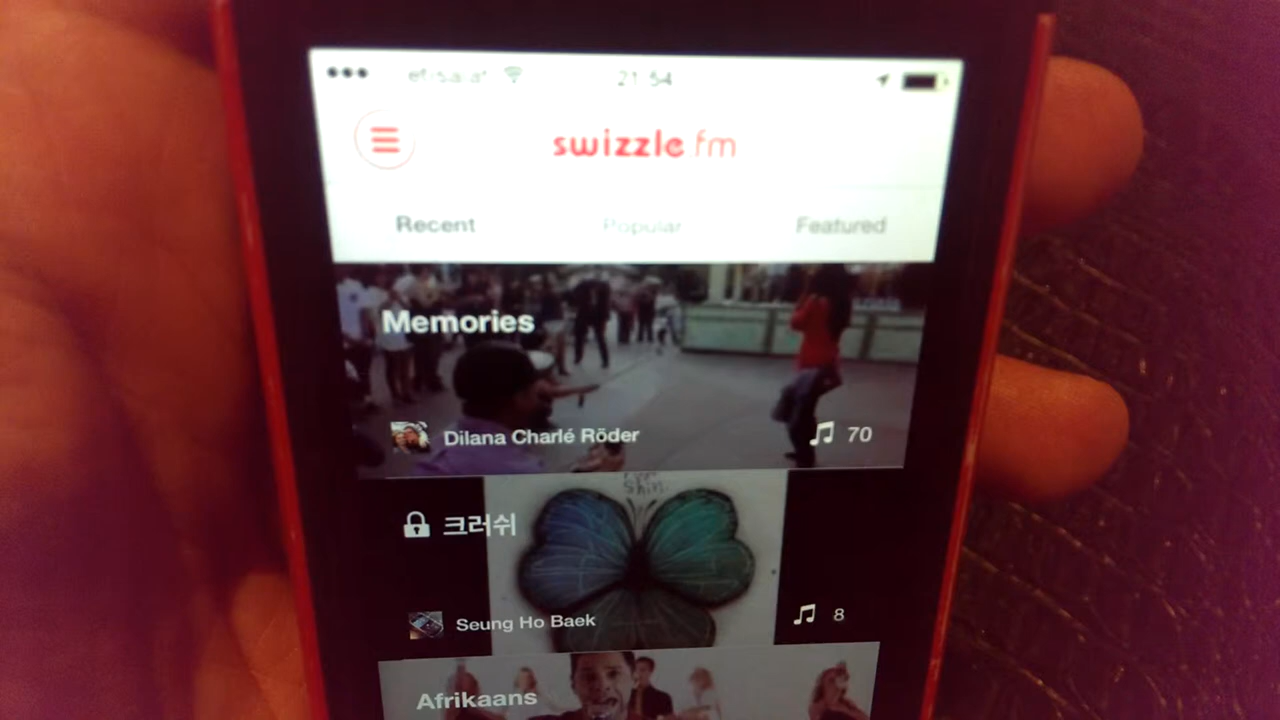 21:54
swizzle fm
Recent Popular Featured
Memories
Dilana Charlé Röder 70
크러쉬
Seung Ho Baek 8
Afrikaans